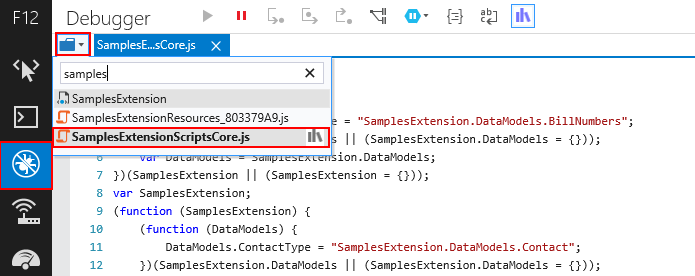 F12 Debugger
{} ab c
SamplesE...sCore.js
samples
SamplesExtension
SamplesExtensionResources_803379A9.js
SamplesExtensionScriptsCore.js
e = "SamplesExtension.DataModels.BillNumbers";
s || (SamplesExtension.DataModels = {}));
6 var DataModels = SamplesExtension.DataModels;
7 })(SamplesExtension || (SamplesExtension = {}));
8 var SamplesExtension;
9 (function (SamplesExtension) {
10 (function (DataModels) {
11 DataModels.ContactType = "SamplesExtension.DataModels.Contact";
12 })(SamplesExtension.DataModels || (SamplesExtension.DataModels = {}));